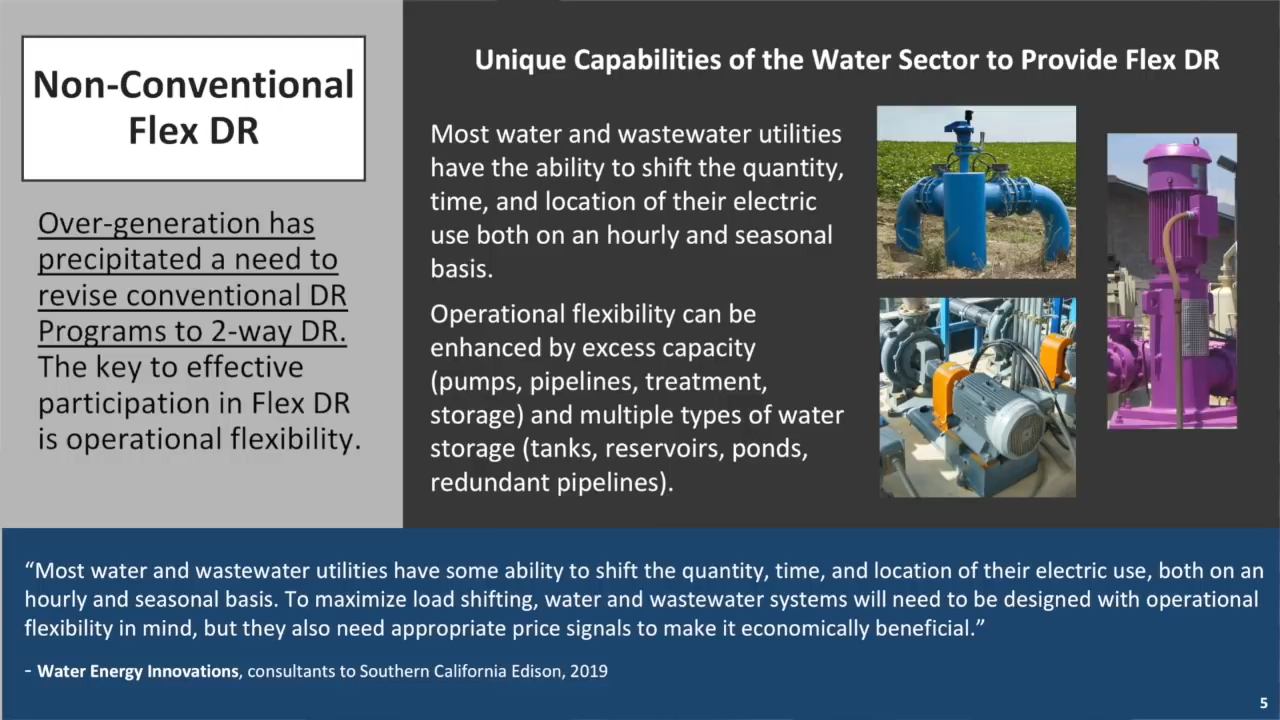 Non-Conventional
Flex DR
Over-generation has
precipitated a need to
revise conventional DR
Programs to 2-way DR.
The key to effective
participation in Flex DR
is operational flexibility.
Unique Capabilities of the Water Sector to Provide Flex DR
Most water and wastewater utilities
have the ability to shift the quantity,
time, and location of their electric
use both on an hourly and seasonal
basis.
Operational flexibility can be
enhanced by excess capacity
(pumps, pipelines, treatment,
storage) and multiple types of water
storage (tanks, reservoirs, ponds,
redundant pipelines).
“Most water and wastewater utilities have some ability to shift the quantity, time, and location of their electric use, both on an
hourly and seasonal basis. To maximize load shifting, water and wastewater systems will need to be designed with operational
flexibility in mind, but they also need appropriate price signals to make it economically beneficial.”
- Water Energy Innovations, consultants to Southern California Edison, 2019
5